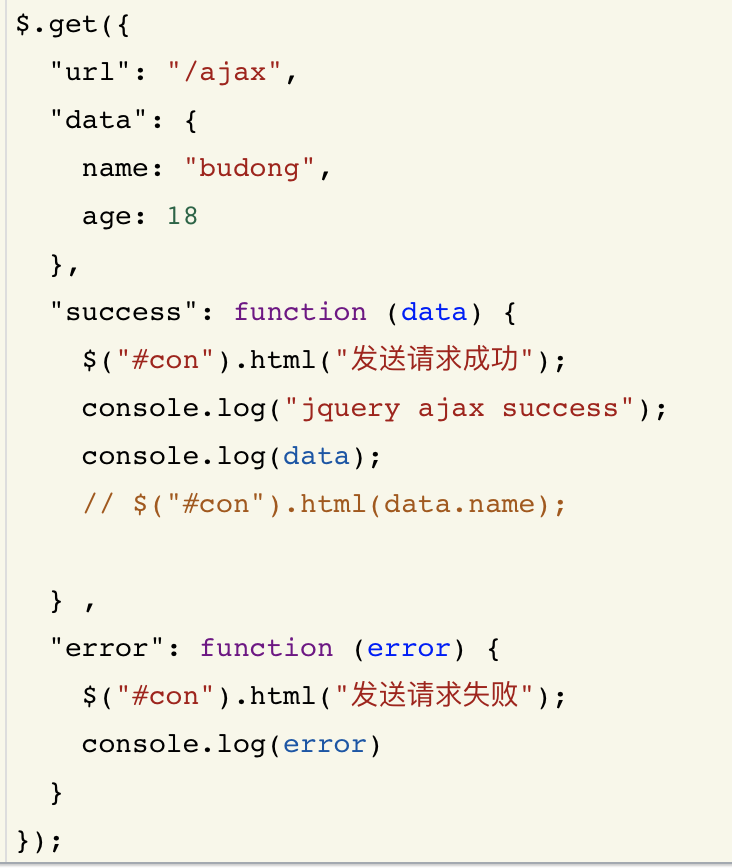 $.get({
"url": "/ajax",
"data": {
name: "budong",
age: 18
},
"success": function (data) {
$("#con").html("发送请求成功");
console.log("jquery ajax success");
console.log(data);
// $("#con").html(data.name);
} ,
"error": function (error) {
$("#con").html("发送请求失败");
console.log(error)
}
});